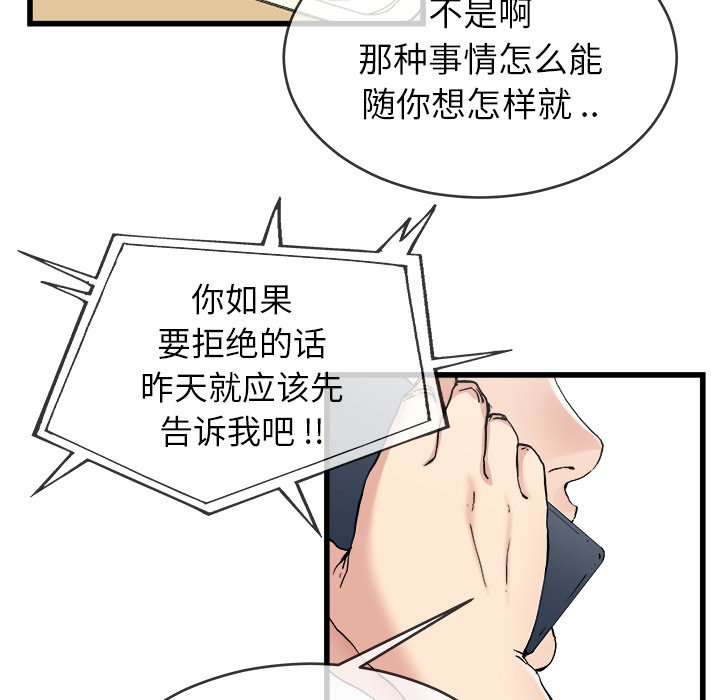 不是啊
那种事情怎么能
随你想怎样就..
你如果
要拒绝的话
昨天就应该先
告诉我吧!!